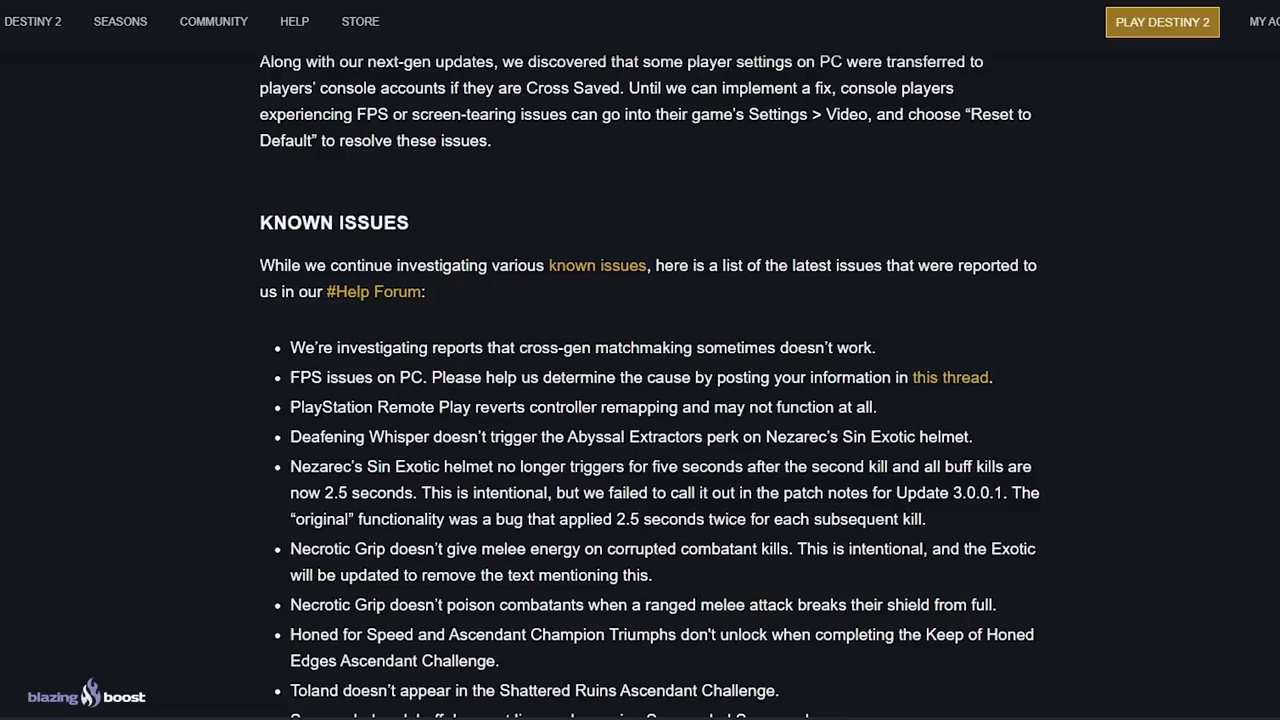 DESTINY 2 SEASONS COMMUNITY HELP STORE PLAY DESTINY 2 MY AC
Along with our next-gen updates, we discovered that some player settings on PC were transferred to
players’ console accounts if they are Cross Saved. Until we can implement a fix, console players
experiencing FPS or screen-tearing issues can go into their game’s Settings > Video, and choose “Reset to
Default” to resolve these issues.
KNOWN ISSUES
While we continue investigating various known issues, here is a list of the latest issues that were reported to
us in our #Help Forum:
• We’re investigating reports that cross-gen matchmaking sometimes doesn’t work.
• FPS issues on PC. Please help us determine the cause by posting your information in this thread.
• PlayStation Remote Play reverts controller remapping and may not function at all.
• Deafening Whisper doesn’t trigger the Abyssal Extractors perk on Nezarec’s Sin Exotic helmet.
• Nezarec’s Sin Exotic helmet no longer triggers for five seconds after the second kill and all buff kills are
now 2.5 seconds. This is intentional, but we failed to call it out in the patch notes for Update 3.0.0.1. The
“original” functionality was a bug that applied 2.5 seconds twice for each subsequent kill.
• Necrotic Grip doesn’t give melee energy on corrupted combatant kills. This is intentional, and the Exotic
will be updated to remove the text mentioning this.
• Necrotic Grip doesn’t poison combatants when a ranged melee attack breaks their shield from full.
• Honed for Speed and Ascendant Champion Triumphs don't unlock when completing the Keep of Honed
Edges Ascendant Challenge.
• Toland doesn’t appear in the Shattered Ruins Ascendant Challenge.
blazing boost